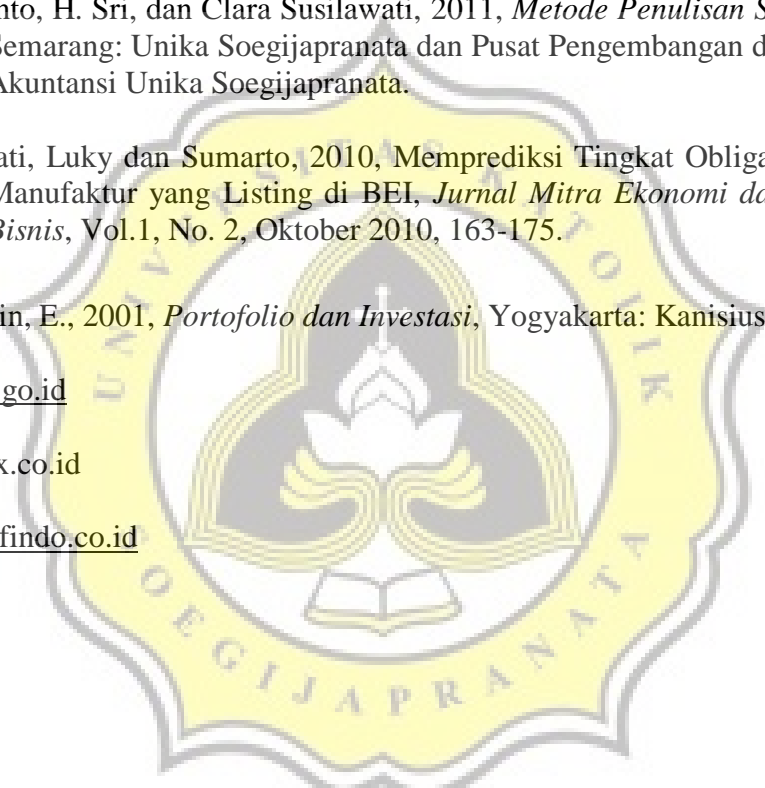 nto, H. Sri, dan Clara Susilawati, 2011, Metode Penulisan S
Semarang: Unika Soegijapranata dan Pusat Pengembangan d
Akuntansi Unika Soegijapranata.
ati, Luky dan Sumarto, 2010, Memprediksi Tingkat Obliga
Manufaktur yang Listing di BEI, Jurnal Mitra Ekonomi da
Bisnis, Vol.1, No. 2, Oktober 2010, 163-175.
in, E., 2001, Portofolio dan Investasi, Yogyakarta: Kanisius
go.id
x.co.id
findo.co.id
UNIVERSITAS KATOLIK
SOEGIJAPRANATA